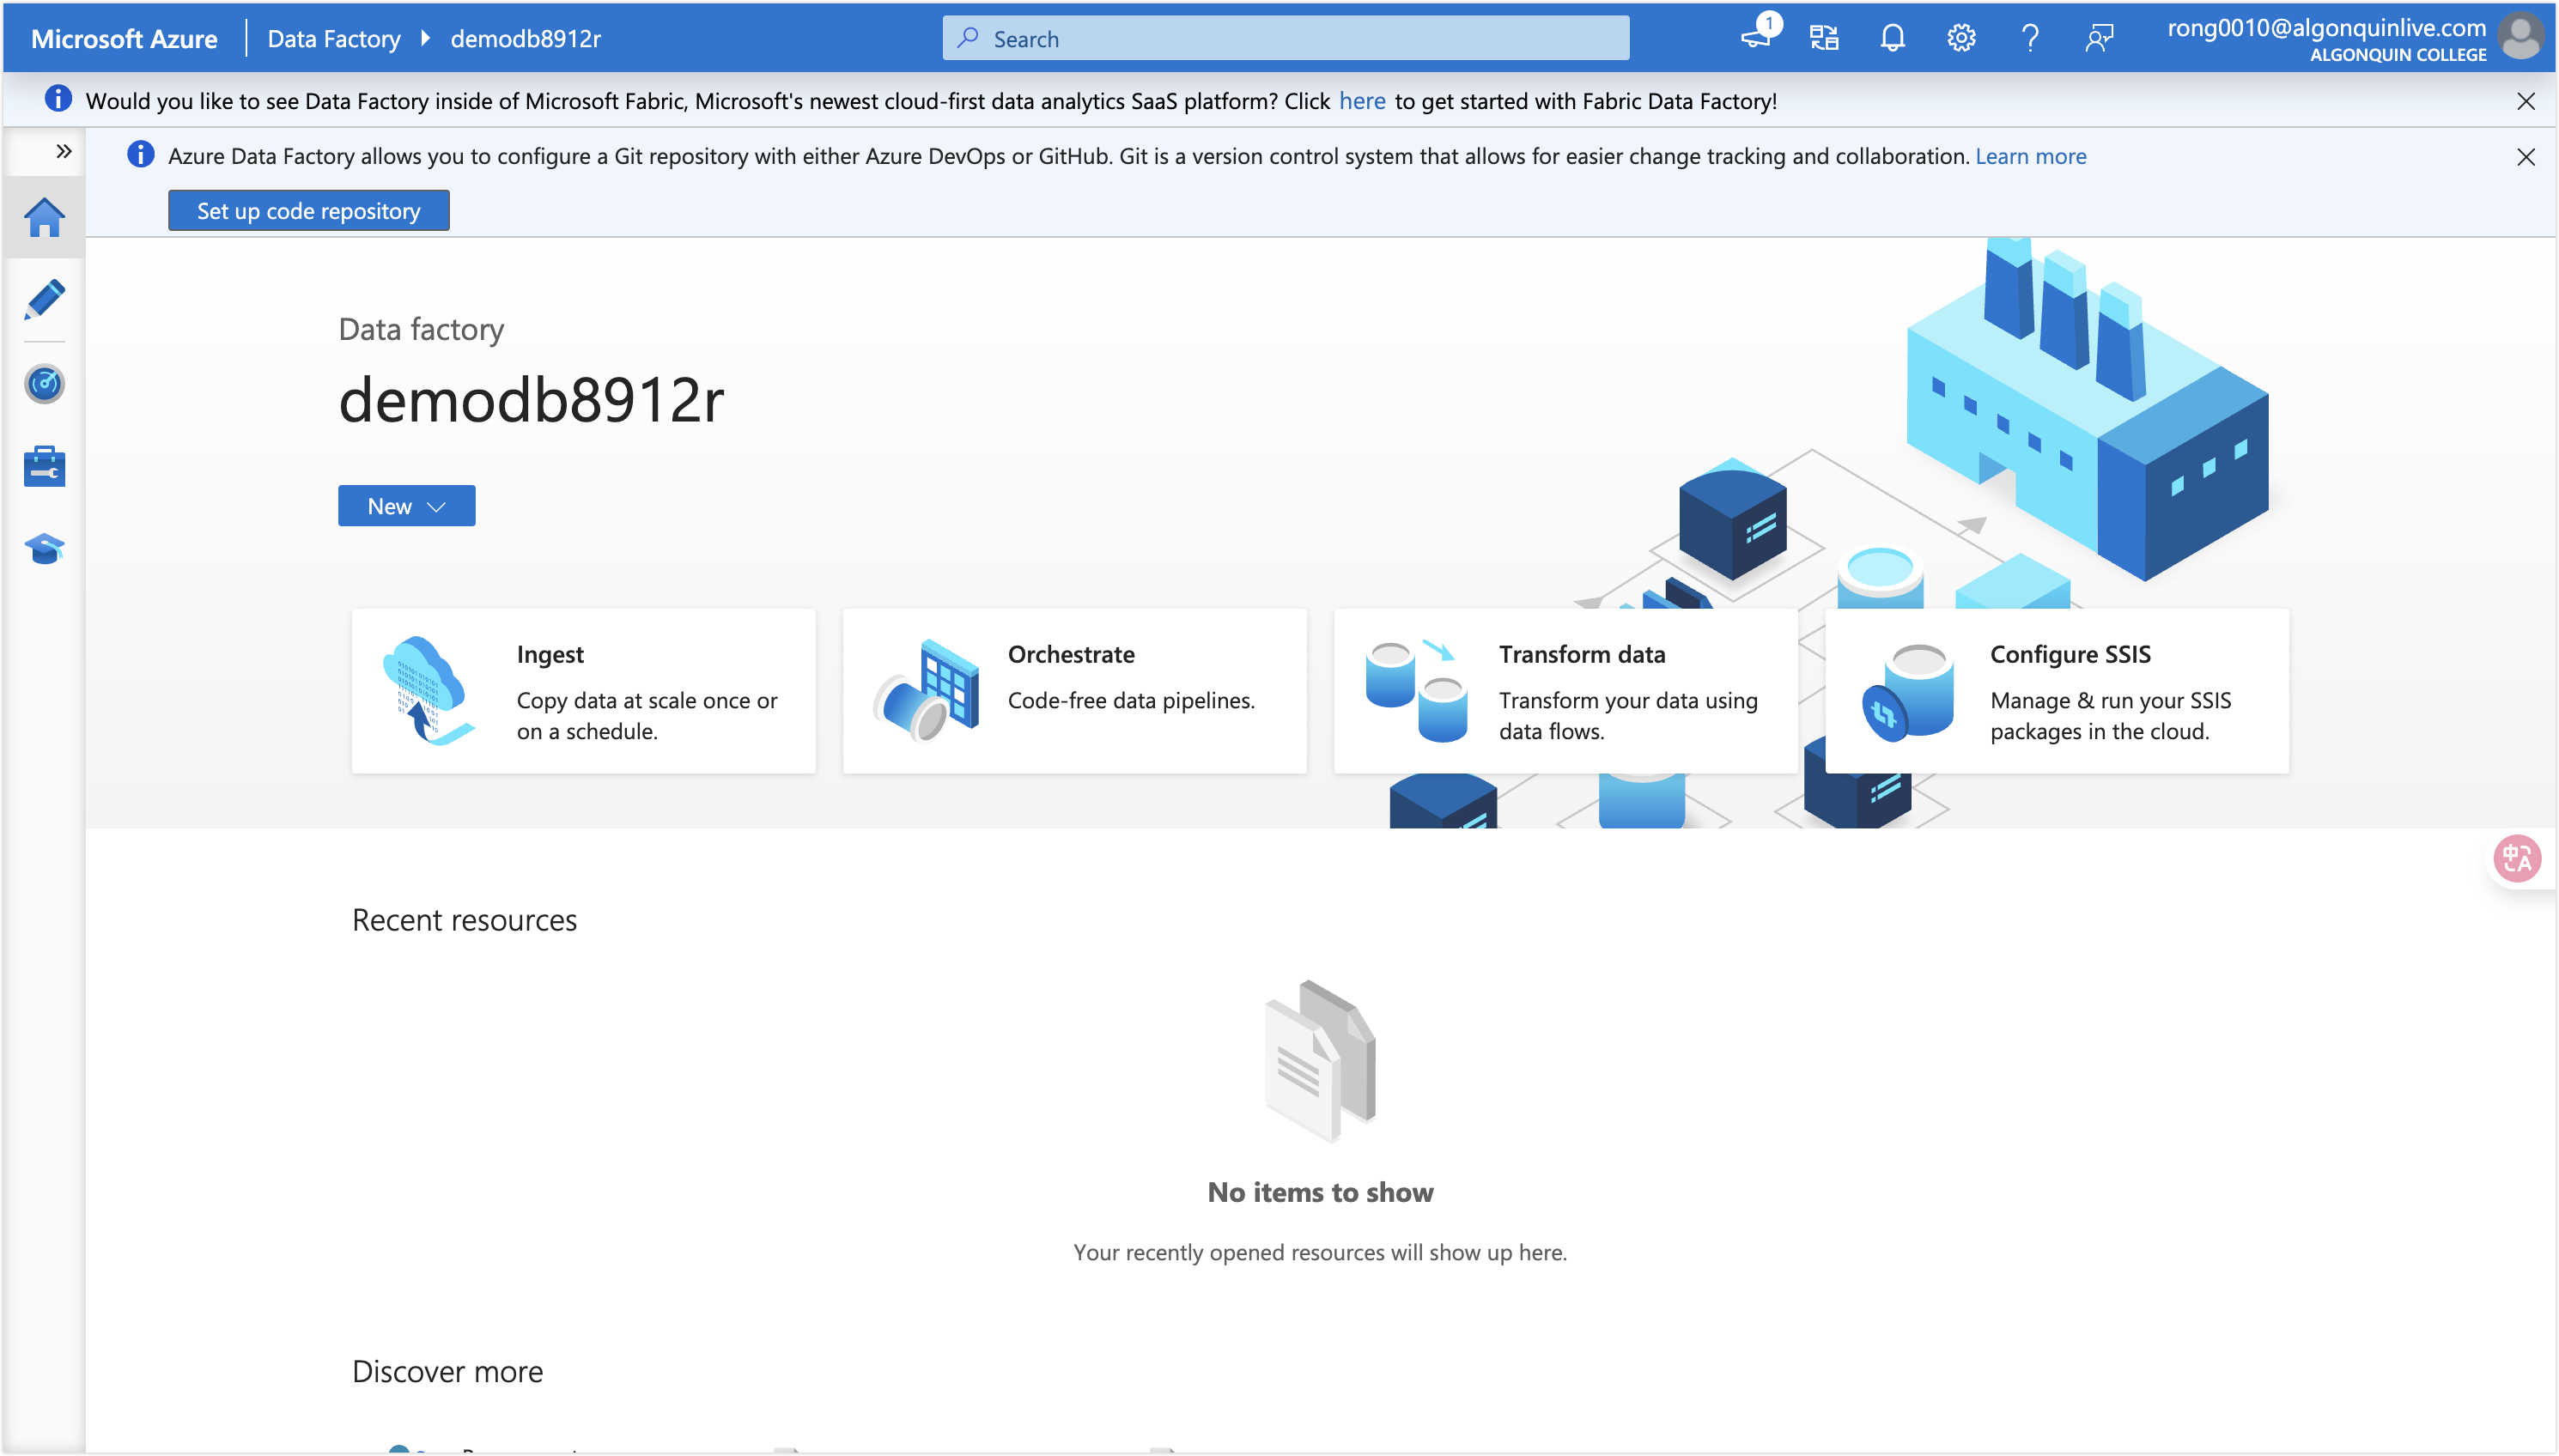 Microsoft Azure
Data Factory
demodb8912r
Search
1
rong0010@algonquinlive.com
ALGONQUIN COLLEGE
Would you like to see Data Factory inside of Microsoft Fabric, Microsoft's newest cloud-first data analytics SaaS platform? Click here to get started with Fabric Data Factory!
Azure Data Factory allows you to configure a Git repository with either Azure DevOps or GitHub. Git is a version control system that allows for easier change tracking and collaboration. Learn more
Set up code repository
Data factory
demodb8912r
New
Ingest
Copy data at scale once or
on a schedule.
Orchestrate
Code-free data pipelines.
Transform data
Transform your data using
data flows.
Configure SSIS
Manage & run your SSIS
packages in the cloud.
中A
Recent resources
No items to show
Your recently opened resources will show up here.
Discover more